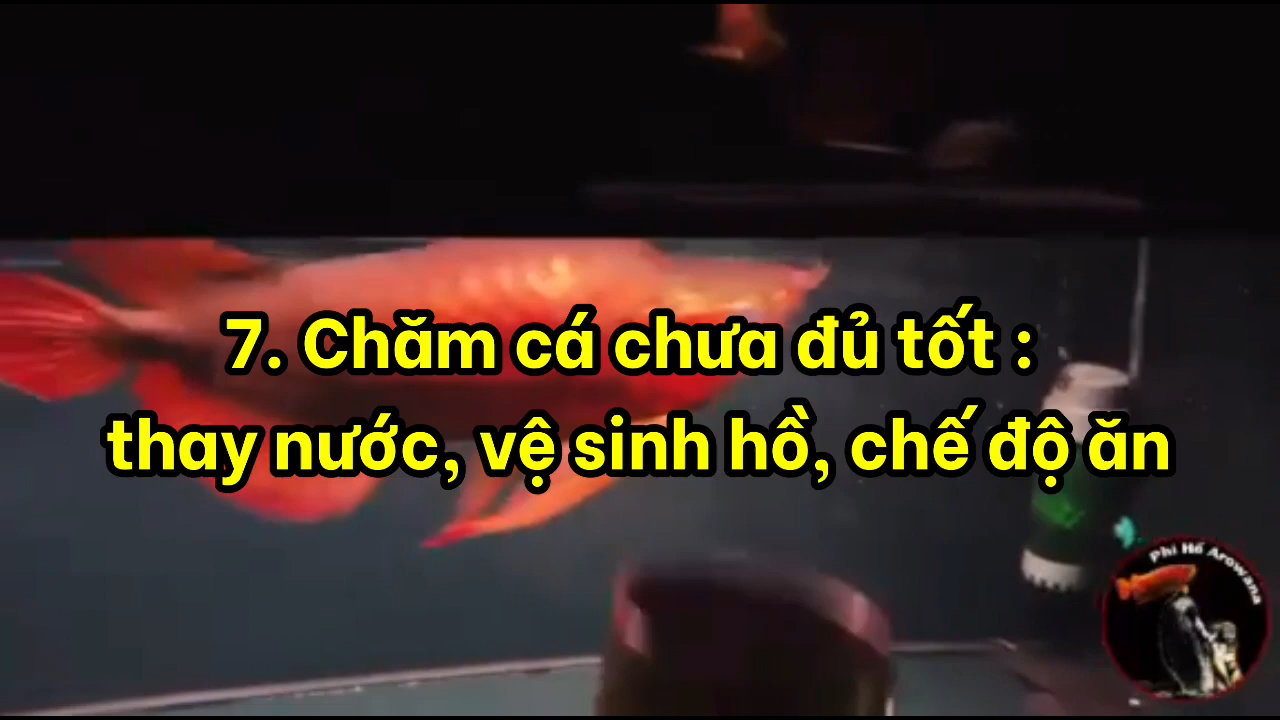 7. Chăm cá chưa đủ tốt :
thay nước, vệ sinh hồ, chế độ ăn
Phi Hổ Arowana